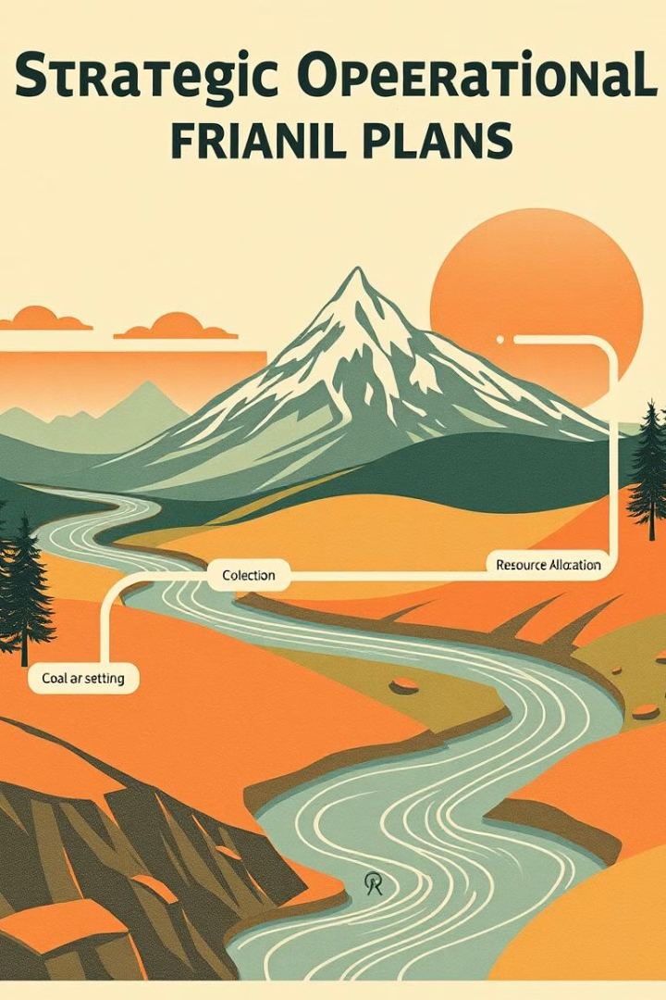 Strategic Opeerational
FRIANIL PLANS
Colection
Resource Allocation
Coal ar setting